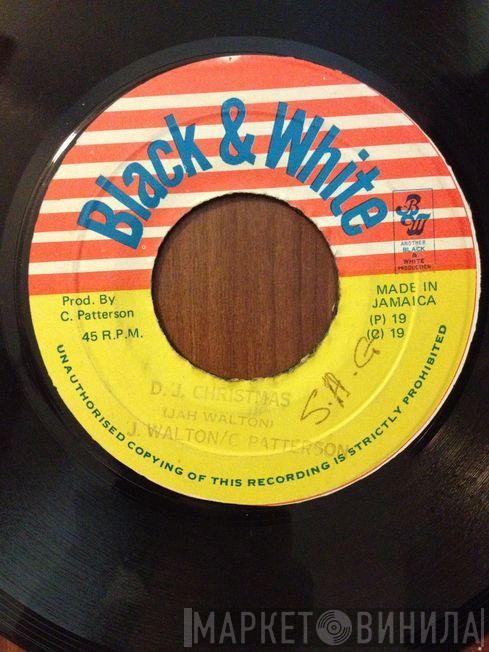 Black & White
BW
ANOTHER
BLACK
&
WHITE
PRODUCTION
Prod. By
C. Patterson
45 R.P.M.
MADE IN
JAMAICA
(P) 19
(C) 19
D. J. CHRISTMAS
(JAH WALTON)
J. WALTON/C PATTERSON
S.A.G
UNAUTHORISED COPYING OF THIS RECORDING IS STRICTLY PROHIBITED
МАРКЕТ ВИНИЛА